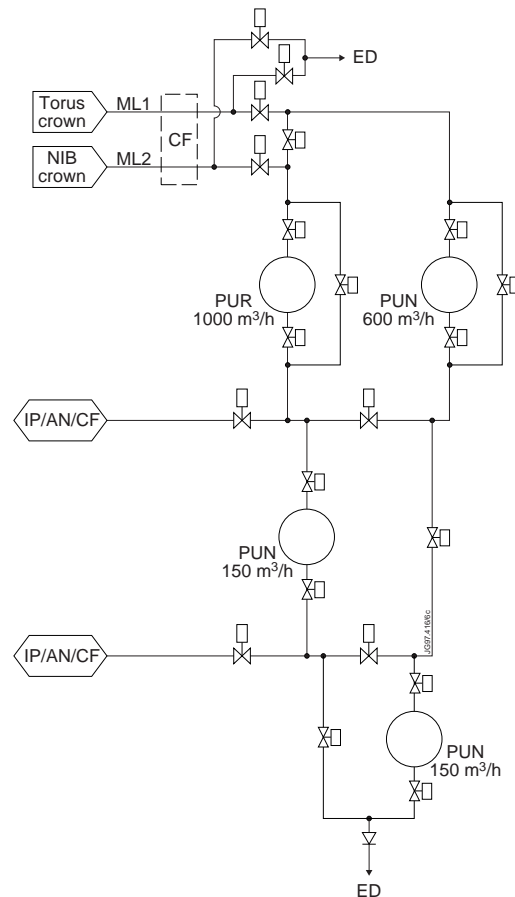 ED
Torus
crown
ML1
CF
NIB
crown
ML2
PUR
1000 m³/h
PUN
600 m³/h
IP/AN/CF
PUN
150 m³/h
JG97.416/6c
IP/AN/CF
PUN
150 m³/h
ED